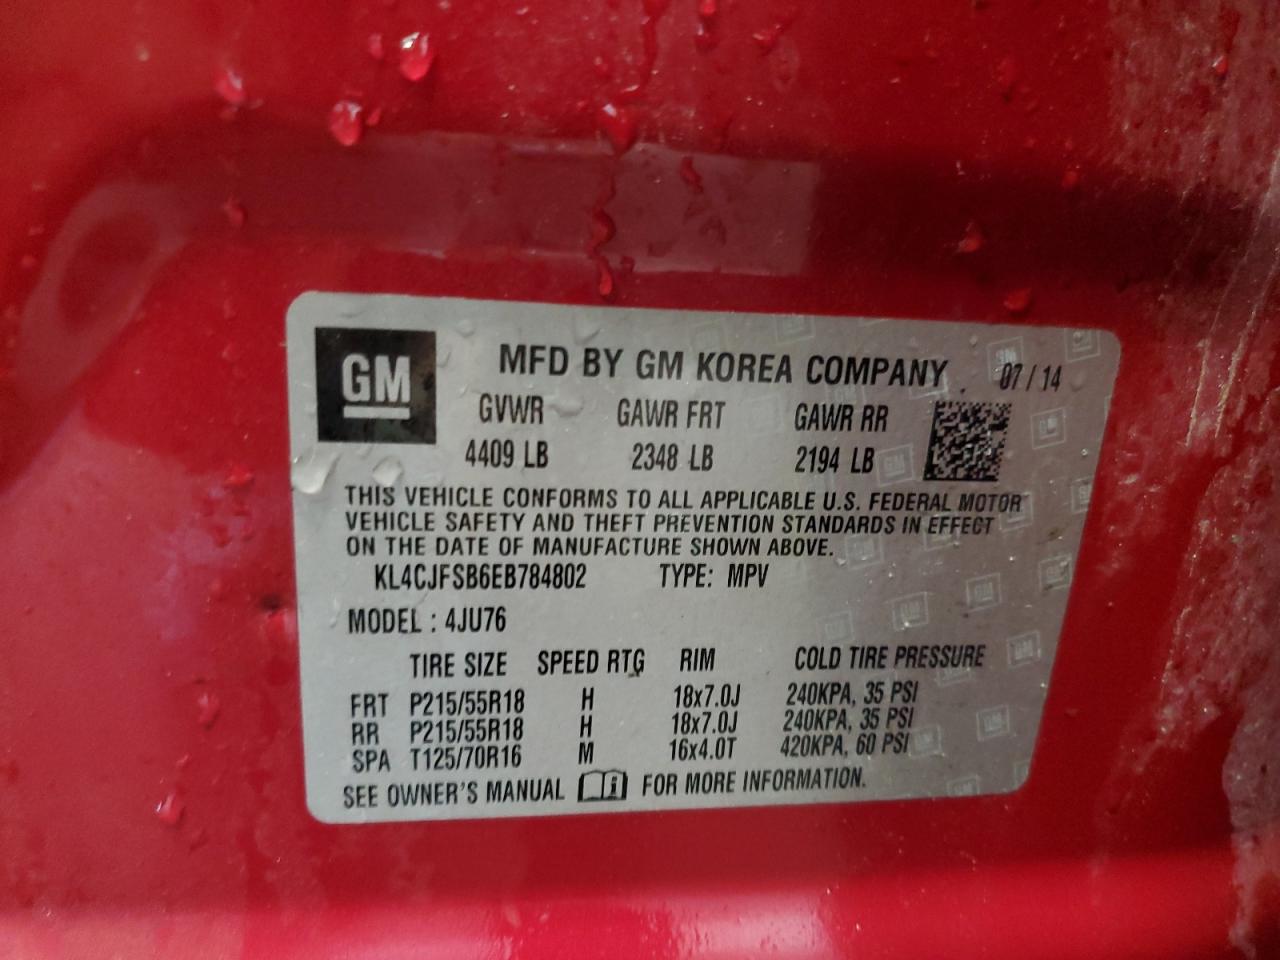 GM
MFD BY GM KOREA COMPANY 07/14
GVWR GAWR FRT GAWR RR
4409 LB 2348 LB 2194 LB
THIS VEHICLE CONFORMS TO ALL APPLICABLE U.S. FEDERAL MOTOR
VEHICLE SAFETY AND THEFT PREVENTION STANDARDS IN EFFECT
ON THE DATE OF MANUFACTURE SHOWN ABOVE.
KL4CJFSB6EB784802 TYPE: MPV
MODEL : 4JU76
TIRE SIZE SPEED RTG RIM COLD TIRE PRESSURE
FRT P215/55R18 H 18x7.0J 240KPA, 35 PSI
RR P215/55R18 H 18x7.0J 240KPA, 35 PSI
SPA T125/70R16 M 16x4.0T 420KPA, 60 PSI
SEE OWNER'S MANUAL FOR MORE INFORMATION.